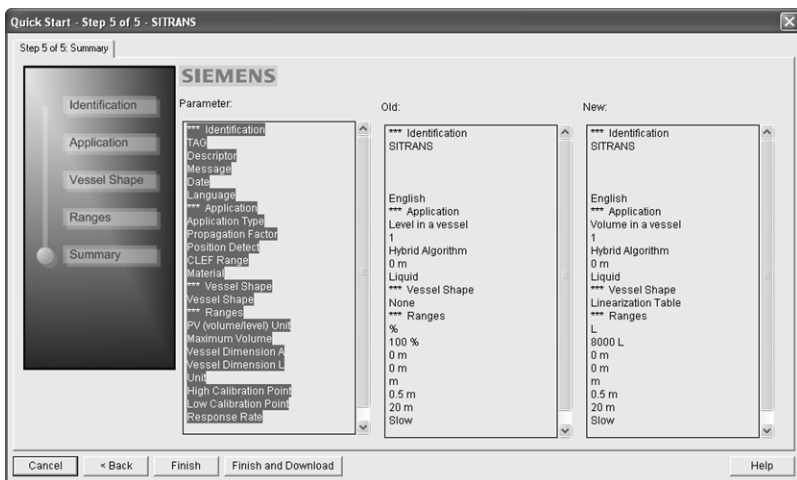 Quick Start - Step 5 of 5 - SITRANS
Step 5 of 5: Summary
SIEMENS
Identification
Application
Vessel Shape
Ranges
Summary
Parameter:
*** Identification
TAG
Descriptor
Message
Date
Language
*** Application
Application Type
Propagation Factor
Position Detect
CLEF Range
Material
*** Vessel Shape
Vessel Shape
*** Ranges
PV (volume/level) Unit
Maximum Volume
Vessel Dimension A
Vessel Dimension L
Unit
High Calibration Point
Low Calibration Point
Response Rate
Old:
*** Identification
SITRANS
English
*** Application
Level in a vessel
1
Hybrid Algorithm
0 m
Liquid
*** Vessel Shape
None
*** Ranges
%
100 %
0 m
0 m
m
0.5 m
20 m
Slow
New:
*** Identification
SITRANS
English
*** Application
Volume in a vessel
1
Hybrid Algorithm
0 m
Liquid
*** Vessel Shape
Linearization Table
*** Ranges
L
8000 L
0 m
0 m
m
0.5 m
20 m
Slow
Cancel
< Back
Finish
Finish and Download
Help